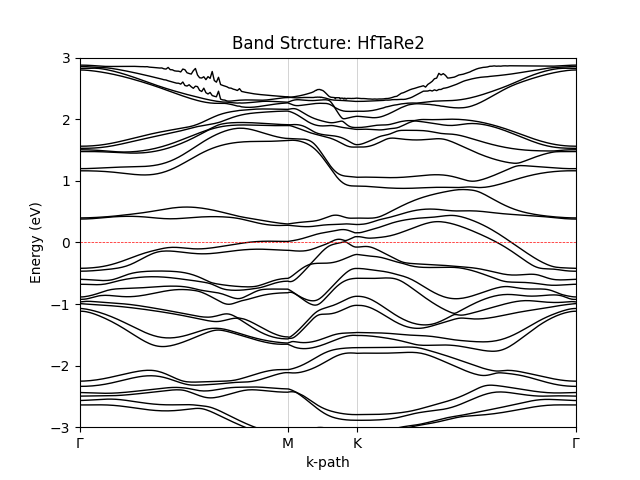 Band Strcture: HfTaRe2
3
2
1
0
−1
−2
−3
Energy (eV)
Γ
M
K
Γ
k-path